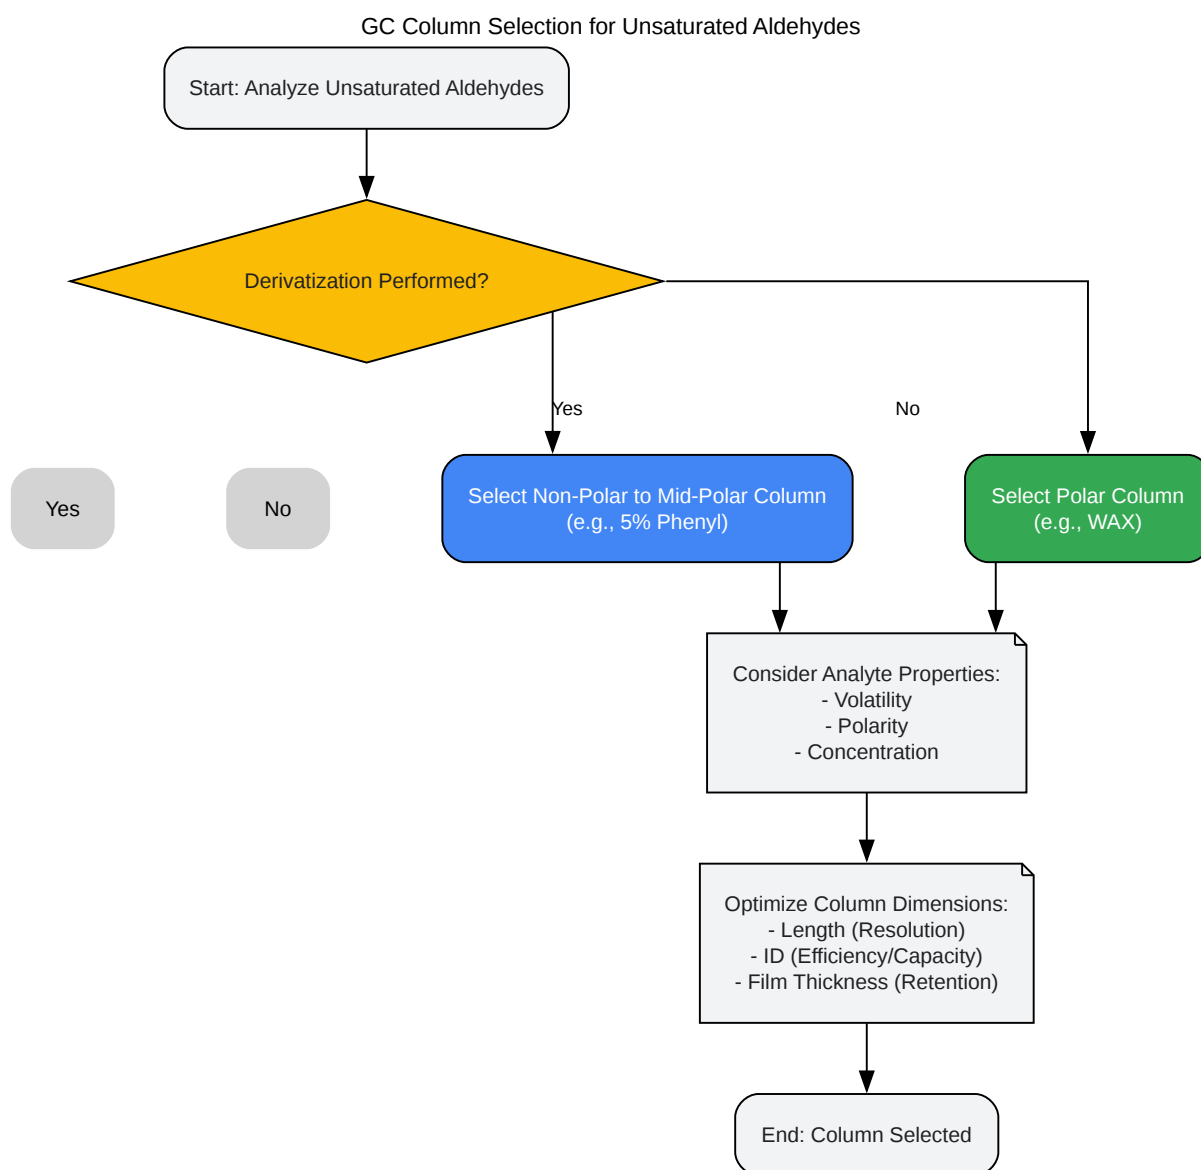 GC Column Selection for Unsaturated Aldehydes
Start: Analyze Unsaturated Aldehydes
Derivatization Performed?
Yes
No
Yes
No
Select Non-Polar to Mid-Polar Column
(e.g., 5% Phenyl)
Select Polar Column
(e.g., WAX)
Consider Analyte Properties:
- Volatility
- Polarity
- Concentration
Optimize Column Dimensions:
- Length (Resolution)
- ID (Efficiency/Capacity)
- Film Thickness (Retention)
End: Column Selected